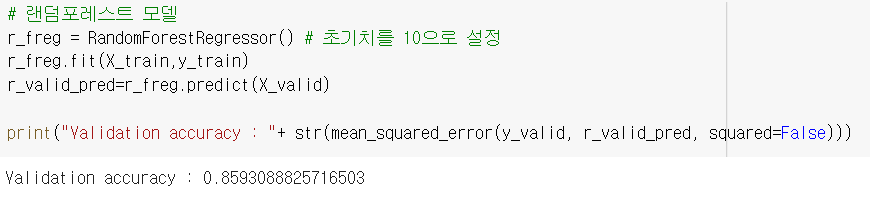 # 랜덤포레스트 모델
r_freg = RandomForestRegressor() # 초기치를 10으로 설정
r_freg.fit(X_train,y_train)
r_valid_pred=r_freg.predict(X_valid)
print("Validation accuracy : "+ str(mean_squared_error(y_valid, r_valid_pred, squared=False)))
Validation accuracy : 0.8593088825716503